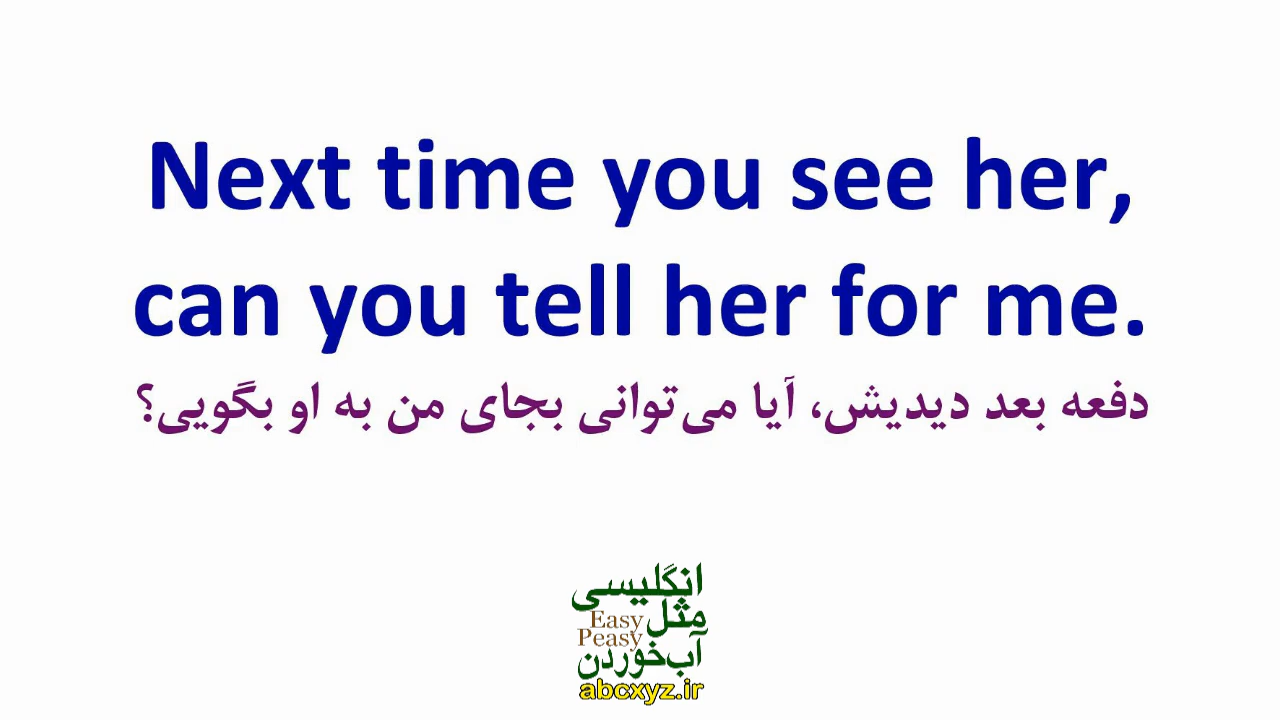 Next time you see her,
can you tell her for me.
دفعه بعد دیدیش، آیا می‌توانی بجای من به او بگویی؟
انگلیسی
مثل
Easy
Peasy
آب‌خوردن
abcxyz.ir